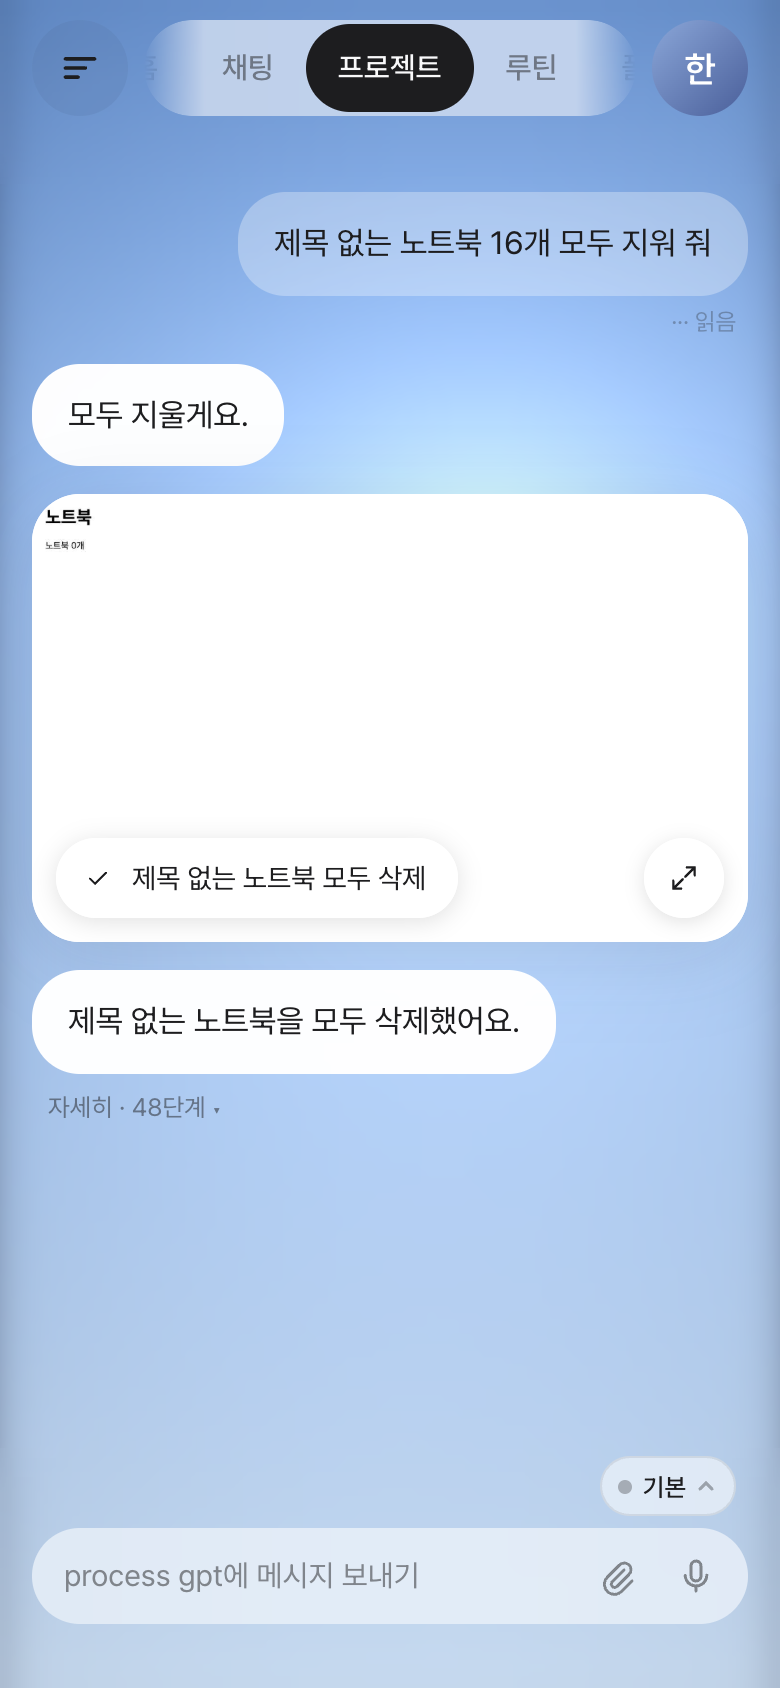 채팅
프로젝트
루틴
한
제목 없는 노트북 16개 모두 지워 줘
··· 읽음
모두 지울게요.
노트북
노트북 0개
제목 없는 노트북 모두 삭제
제목 없는 노트북을 모두 삭제했어요.
자세히 · 48단계 ▾
기본
process gpt에 메시지 보내기